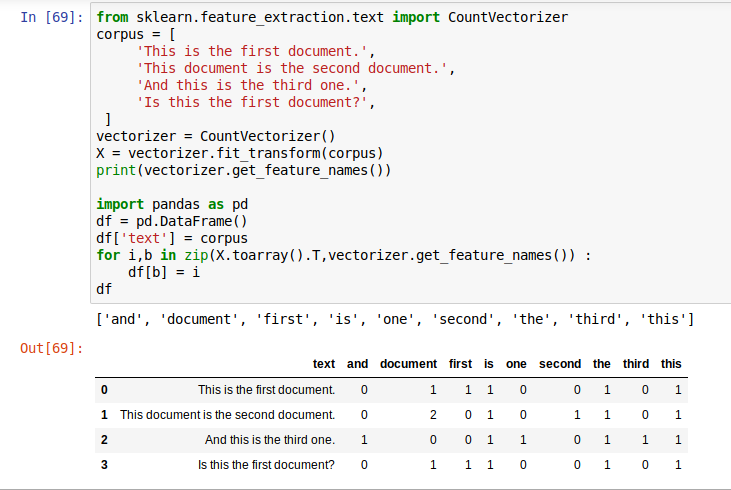 In [69]: from sklearn.feature_extraction.text import CountVectorizer
corpus = [
     'This is the first document.',
     'This document is the second document.',
     'And this is the third one.',
     'Is this the first document?',
 ]
vectorizer = CountVectorizer()
X = vectorizer.fit_transform(corpus)
print(vectorizer.get_feature_names())

import pandas as pd
df = pd.DataFrame()
df['text'] = corpus
for i,b in zip(X.toarray().T,vectorizer.get_feature_names()) :
    df[b] = i
df
['and', 'document', 'first', 'is', 'one', 'second', 'the', 'third', 'this']
Out[69]:
text and document first is one second the third this
0 This is the first document. 0 1 1 1 0 0 1 0 1
1 This document is the second document. 0 2 0 1 0 1 1 0 1
2 And this is the third one. 1 0 0 1 1 0 1 1 1
3 Is this the first document? 0 1 1 1 0 0 1 0 1